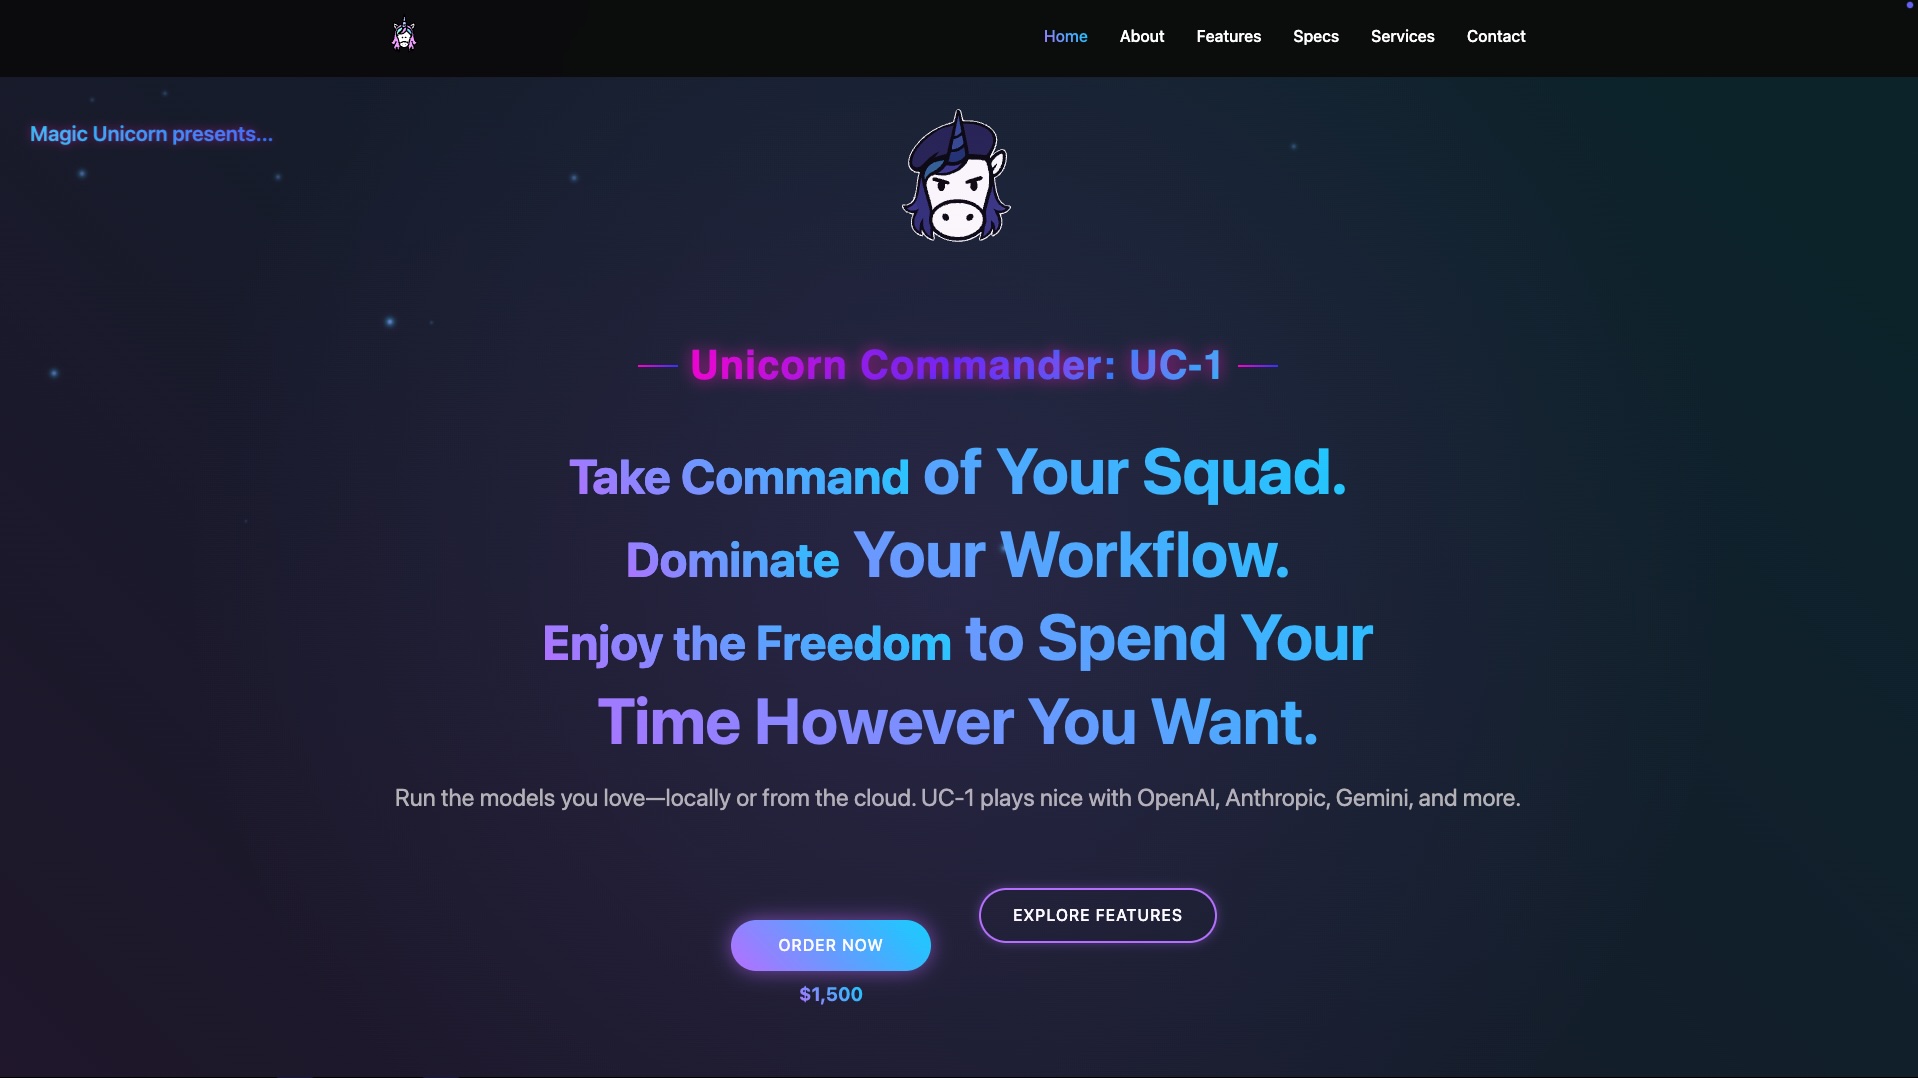 Home About Features Specs Services Contact
Magic Unicorn presents...
Unicorn Commander: UC-1
Take Command of Your Squad.
Dominate Your Workflow.
Enjoy the Freedom to Spend Your
Time However You Want.
Run the models you love—locally or from the cloud. UC-1 plays nice with OpenAI, Anthropic, Gemini, and more.
EXPLORE FEATURES
ORDER NOW
$1,500